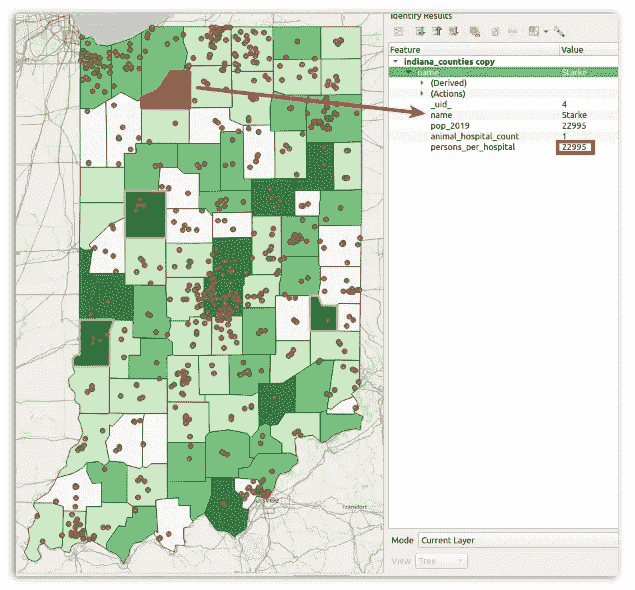 Identify Results
Feature Value
indiana_counties copy
name Starke
(Derived)
(Actions)
_uid_ 4
name Starke
pop_2019 22995
animal_hospital_count 1
persons_per_hospital 22995
Frankfort
Mode Current Layer
View Tree